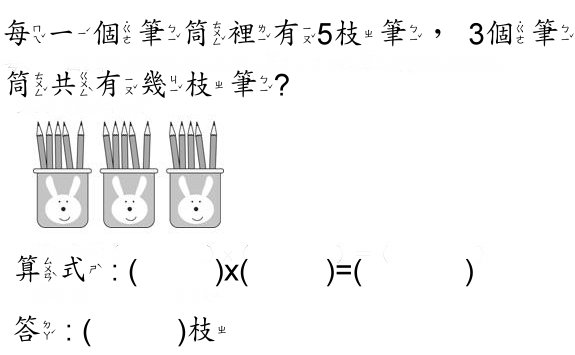 每一個筆筒裡有5枝筆，3個筆
筒共有幾枝筆?
算式:(　　　)x(　　　)=(　　　　)
答:(　　　)枝